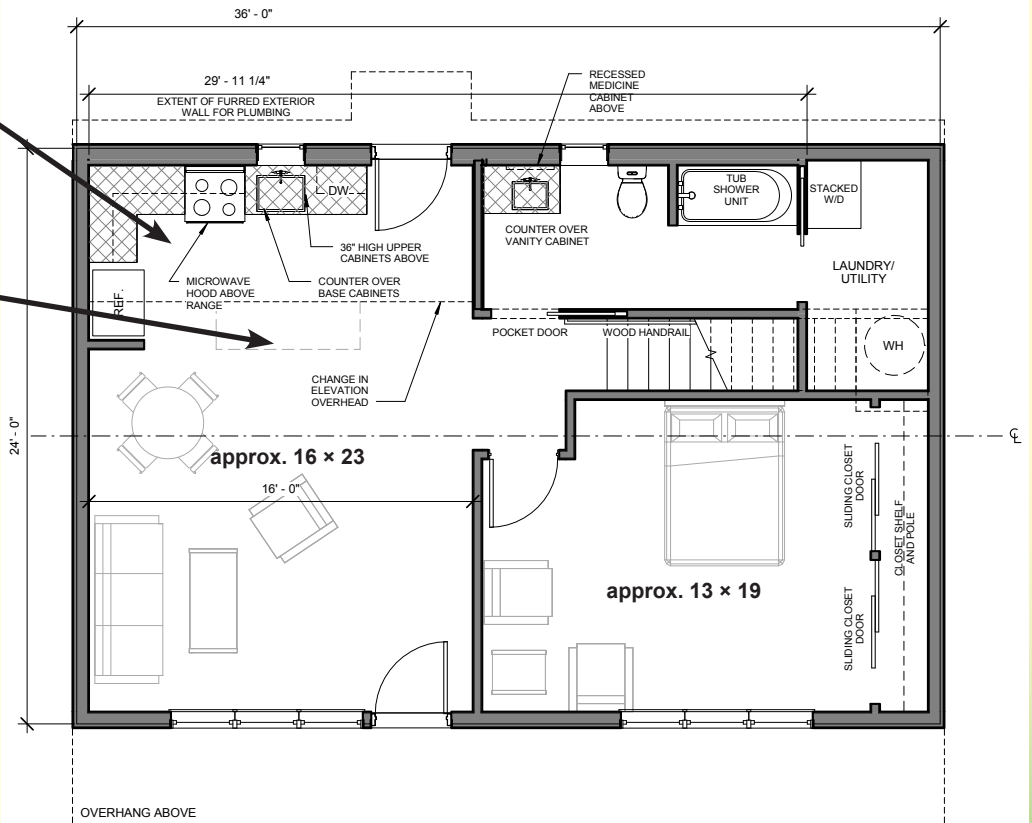 36' - 0"
29' - 11 1/4"
EXTENT OF FURRED EXTERIOR
WALL FOR PLUMBING
RECESSED
MEDICINE
CABINET
ABOVE
DW
TUB
SHOWER
UNIT
STACKED
W/D
36" HIGH UPPER
CABINETS ABOVE
COUNTER OVER
VANITY CABINET
MICROWAVE
HOOD ABOVE
RANGE
COUNTER OVER
BASE CABINETS
REF.
LAUNDRY/
UTILITY
POCKET DOOR
WOOD HANDRAIL
WH
CHANGE IN
ELEVATION
OVERHEAD
24' - 0"
approx. 16 × 23
16' - 0"
SLIDING CLOSET
DOOR
CLOSET SHELF
AND POLE
approx. 13 × 19
SLIDING CLOSET
DOOR
OVERHANG ABOVE